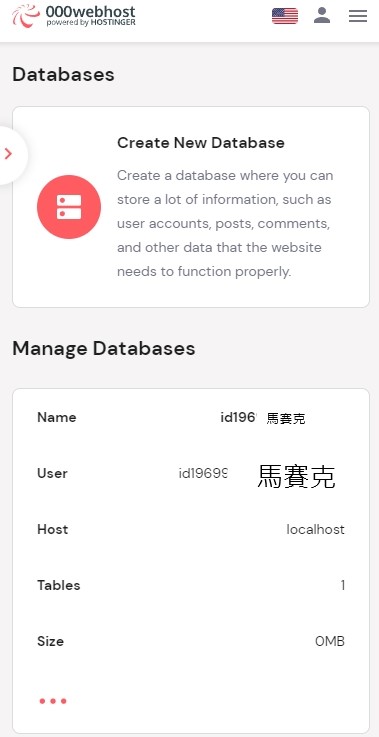 000webhost
powered by HOSTINGER
Databases
Create New Database
Create a database where you can
store a lot of information, such as
user accounts, posts, comments,
and other data that the website
needs to function properly.
Manage Databases
Name id196 馬賽克
User id19699 馬賽克
Host localhost
Tables 1
Size 0MB